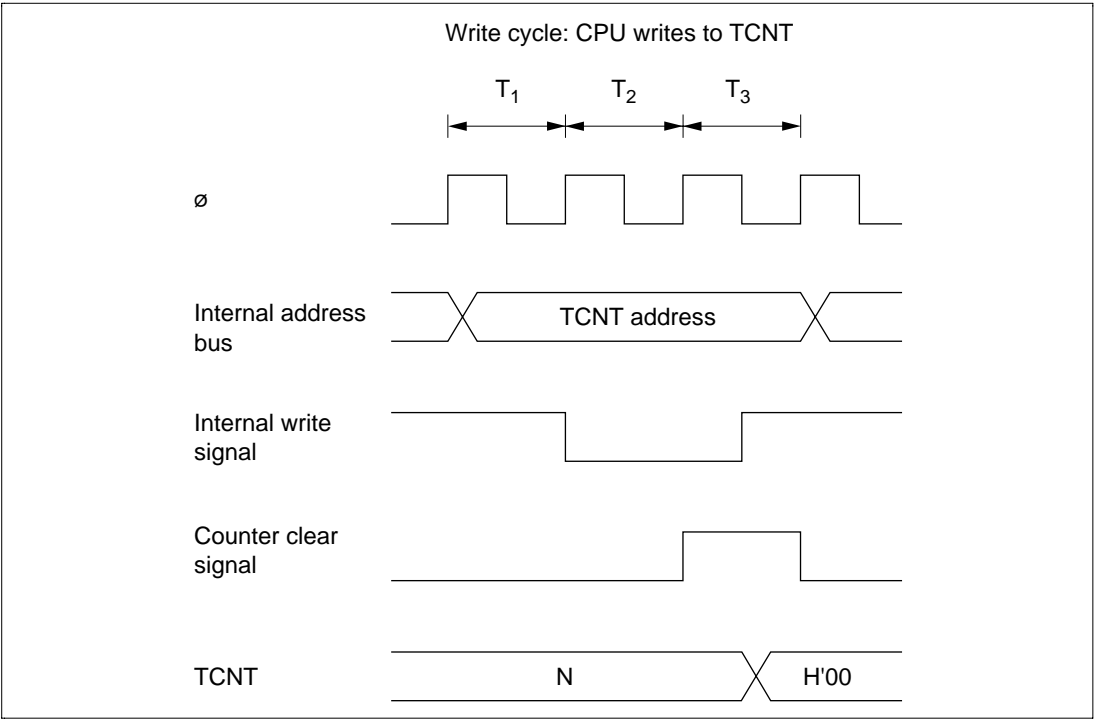 Write cycle: CPU writes to TCNT
T1 T2 T3
ø
Internal address
bus
TCNT address
Internal write
signal
Counter clear
signal
TCNT
N
H'00